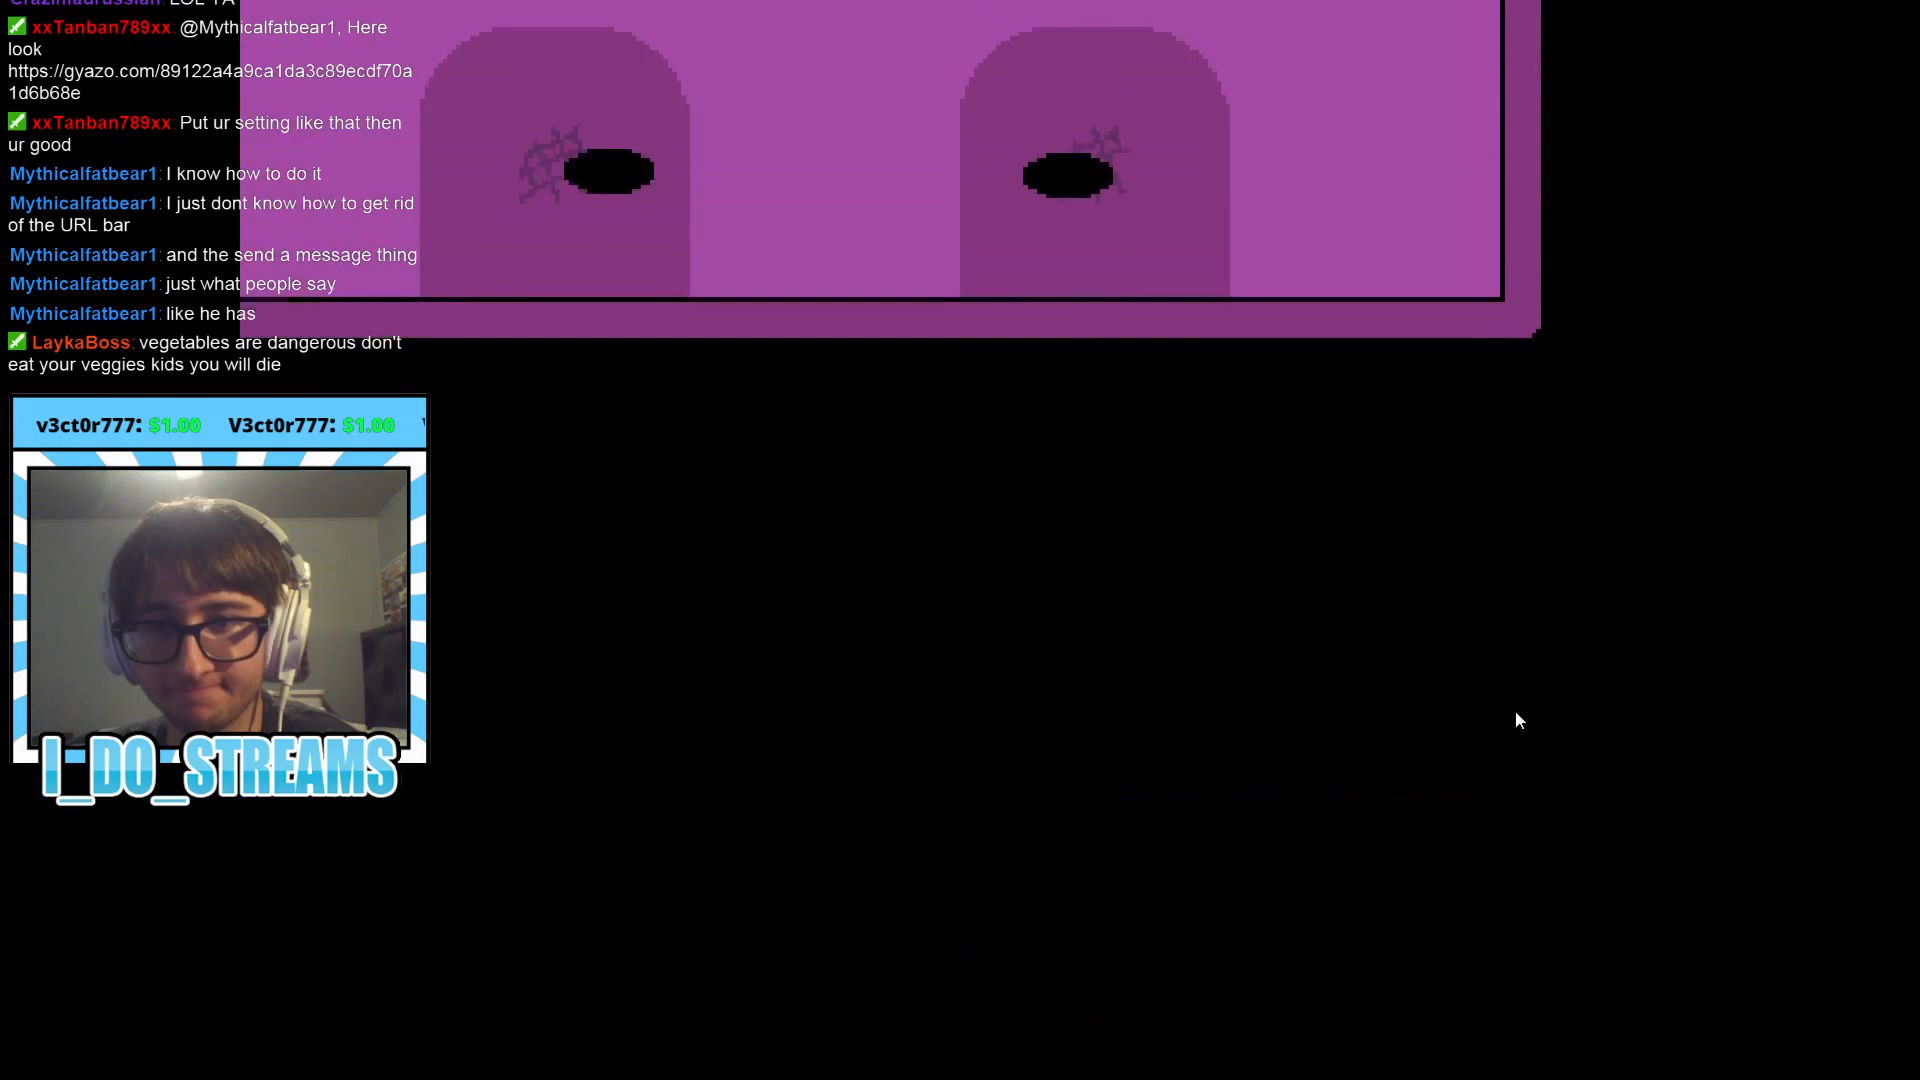 xxTanban789xx: @Mythicalfatbear1, Here
look
https://gyazo.com/89122a4a9ca1da3c89ecdf70a
1d6b68e
xxTanban789xx: Put ur setting like that then
ur good
Mythicalfatbear1: I know how to do it
Mythicalfatbear1: I just dont know how to get rid
of the URL bar
Mythicalfatbear1: and the send a message thing
Mythicalfatbear1: just what people say
Mythicalfatbear1: like he has
LaykaBoss: vegetables are dangerous don't
eat your veggies kids you will die
v3ct0r777: $1.00 V3ct0r777: $1.00
I_DO_STREAMS